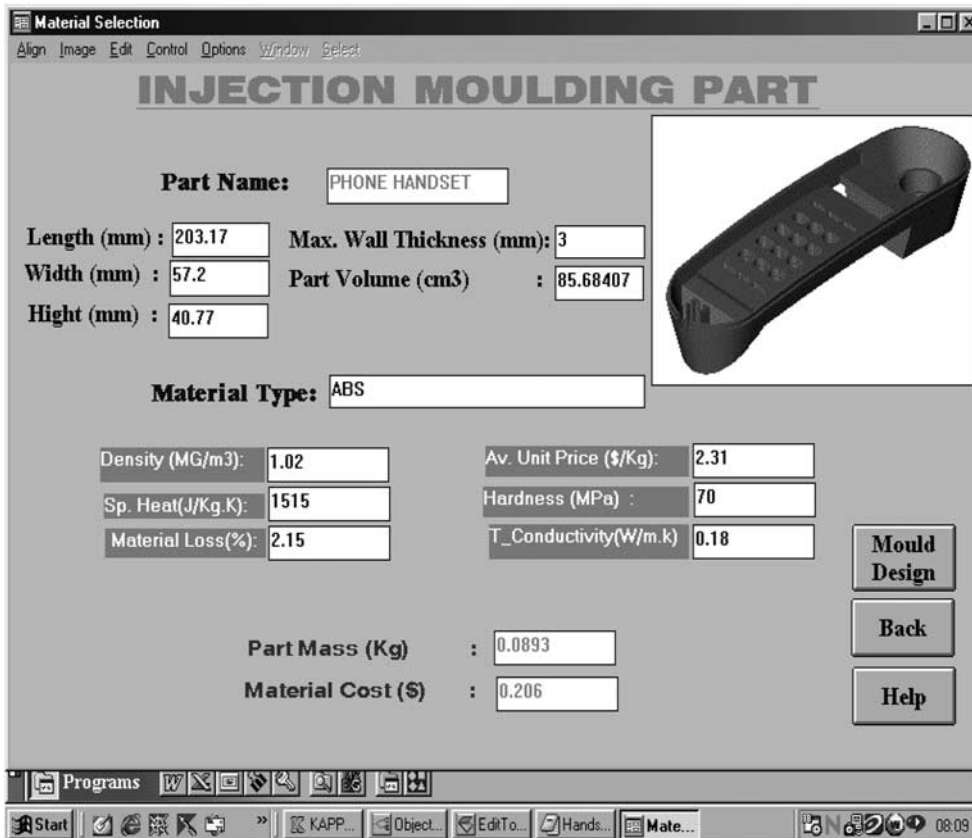 Material Selection
Align Image Edit Control Options Window Select
INJECTION MOULDING PART
Part Name: PHONE HANDSET
Length (mm) : 203.17 Max. Wall Thickness (mm): 3
Width (mm) : 57.2 Part Volume (cm3) : 85.68407
Hight (mm) : 40.77
Material Type: ABS
Density (MG/m3): 1.02 Av. Unit Price ($/Kg): 2.31
Sp. Heat(J/Kg.K): 1515 Hardness (MPa) : 70
Material Loss(%): 2.15 T_Conductivity(W/m.k) 0.18
Mould
Design
Back
Part Mass (Kg) : 0.0893
Material Cost ($) : 0.206
Help
Programs
Start » KAPP... Object... EditTo... Hands... Mate... 08:09